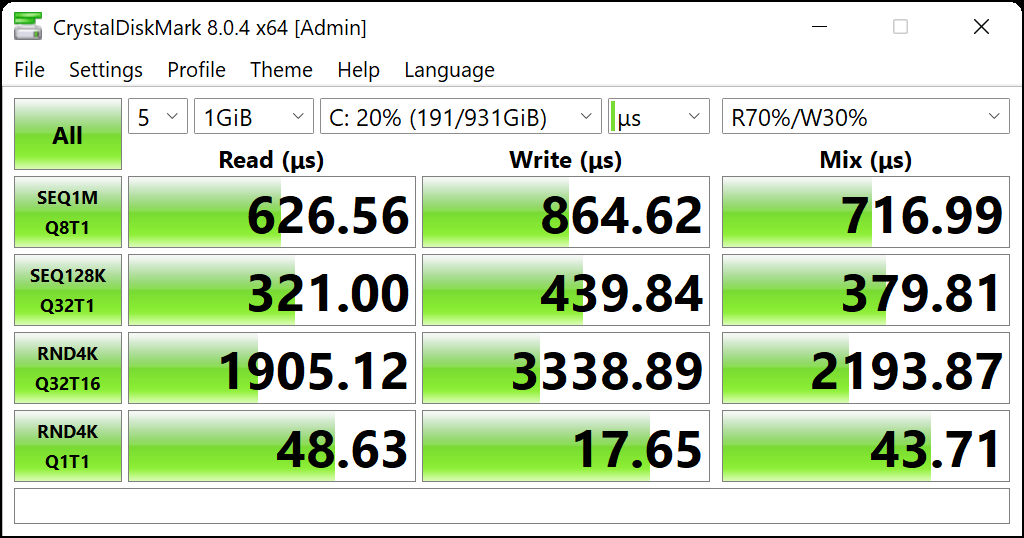 CrystalDiskMark 8.0.4 x64 [Admin]
File Settings Profile Theme Help Language
All 5 1GiB C: 20% (191/931GiB) µs R70%/W30%
Read (µs) Write (µs) Mix (µs)
SEQ1M
Q8T1
626.56 864.62 716.99
SEQ128K
Q32T1
321.00 439.84 379.81
RND4K
Q32T16
1905.12 3338.89 2193.87
RND4K
Q1T1
48.63 17.65 43.71